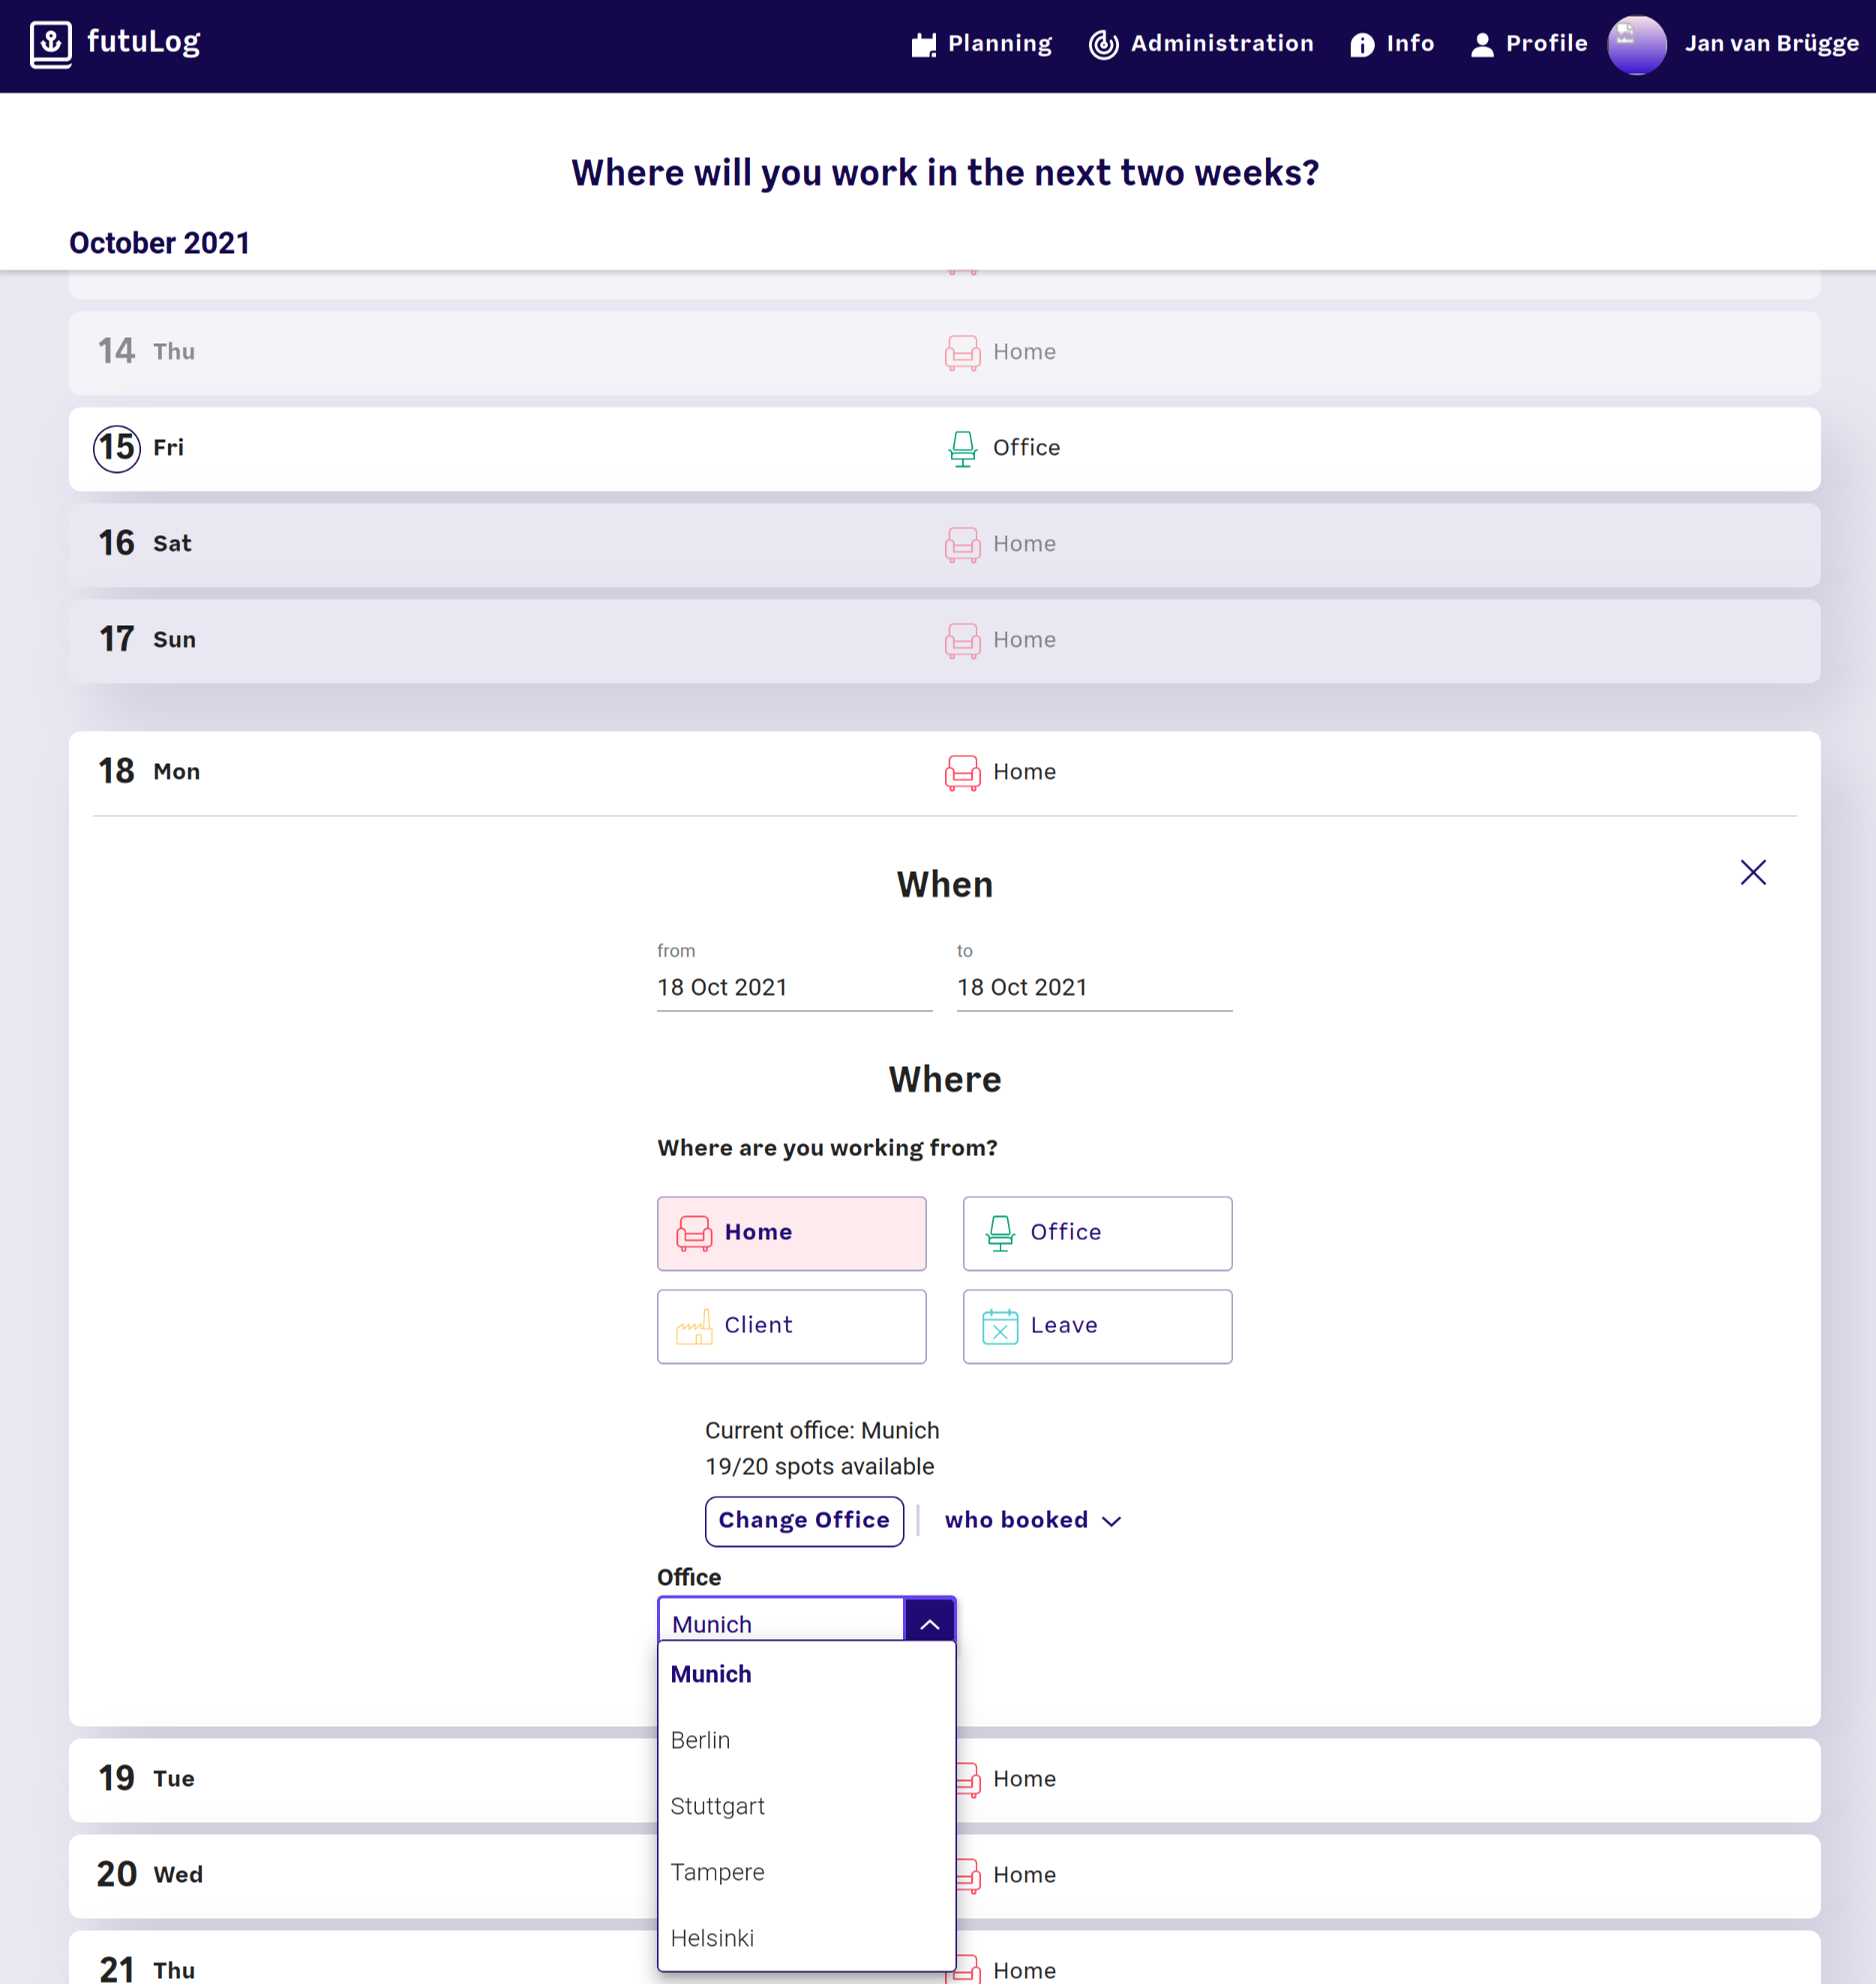 futuLog
Planning Administration Info Profile Jan van Brügge
Where will you work in the next two weeks?
October 2021
14 Thu Home
15 Fri Office
16 Sat Home
17 Sun Home
18 Mon Home
When
from to
18 Oct 2021 18 Oct 2021
Where
Where are you working from?
Home Office
Client Leave
Current office: Munich
19/20 spots available
Change Office who booked
Office
Munich
Munich
Berlin
19 Tue Home
Stuttgart
Tampere
20 Wed Home
Helsinki
21 Thu Home